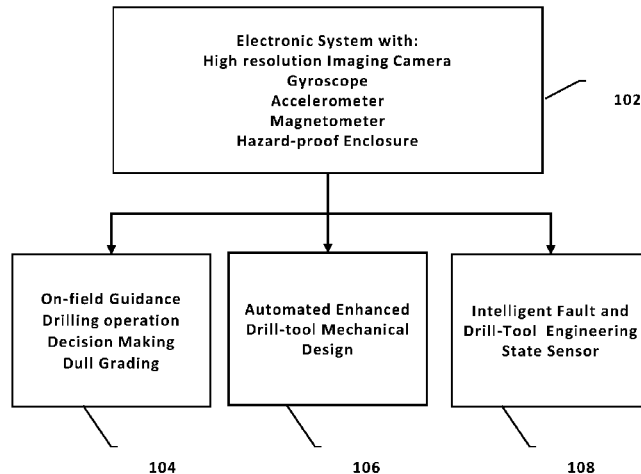 Electronic System with:
High resolution Imaging Camera
Gyroscope
Accelerometer
Magnetometer
Hazard-proof Enclosure
102
On-field Guidance
Drilling operation
Decision Making
Dull Grading
Automated Enhanced
Drill-tool Mechanical
Design
Intelligent Fault and
Drill-Tool Engineering
State Sensor
104
106
108